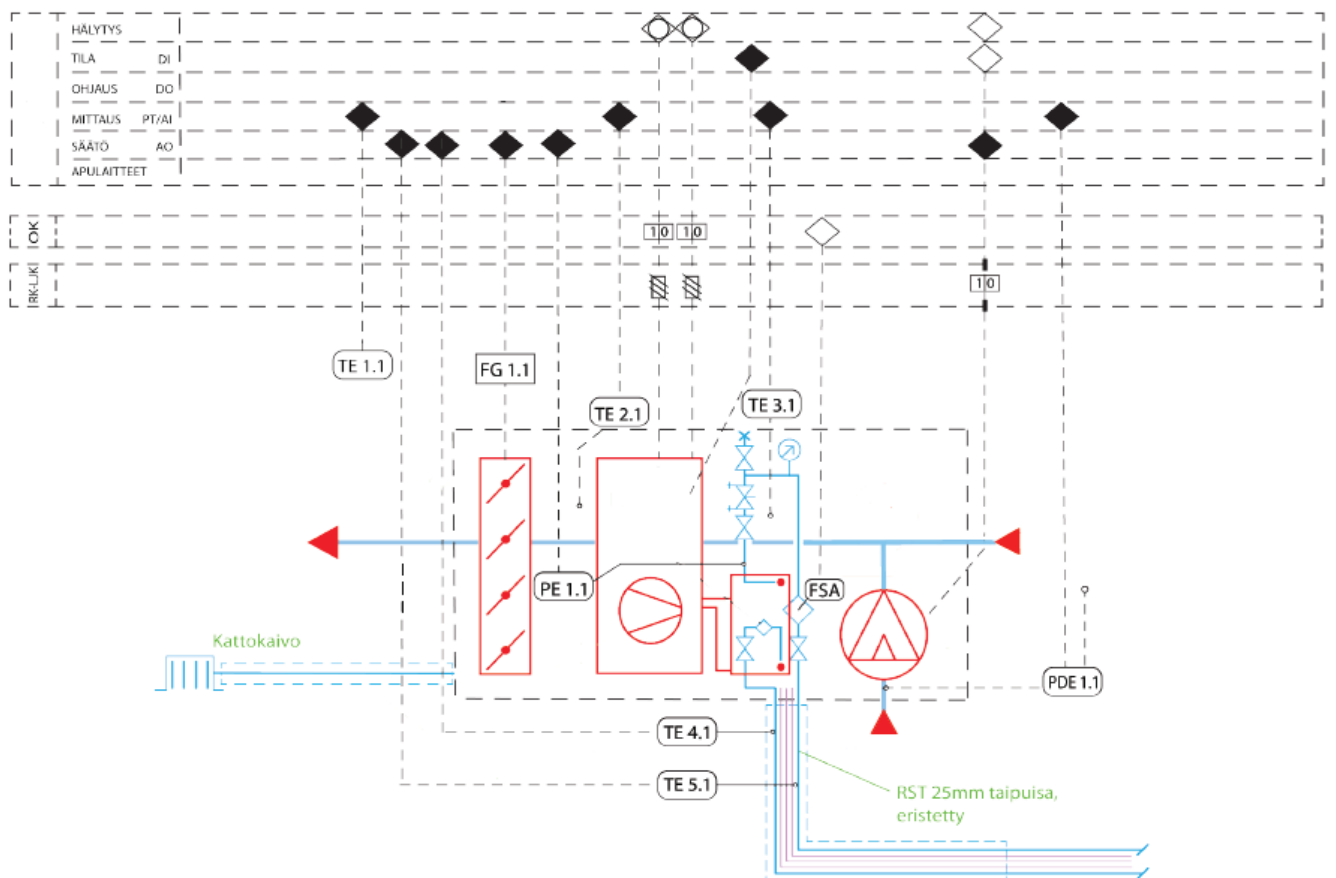 HÄLYTYS
TILA DI
OHJAUS DO
MITTAUS PT/AI
SÄÄTÖ AO
APULAITTEET
OK
1 0
1 0
RK-LJK
1 0
TE 1.1
FG 1.1
TE 2.1
TE 3.1
PE 1.1
FSA
Kattokaivo
PDE 1.1
TE 4.1
TE 5.1
RST 25mm taipuisa,
eristetty